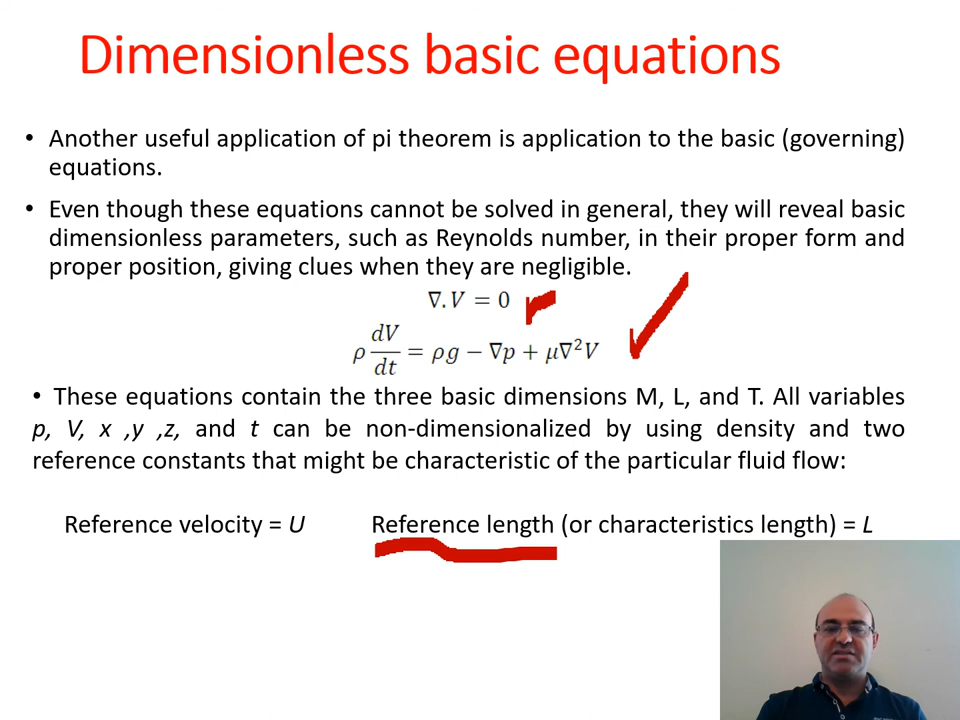 Dimensionless basic equations
• Another useful application of pi theorem is application to the basic (governing)
equations.
• Even though these equations cannot be solved in general, they will reveal basic
dimensionless parameters, such as Reynolds number, in their proper form and
proper position, giving clues when they are negligible.
∇.V = 0
ρ dV/dt = ρg − ∇p + μ∇²V
• These equations contain the three basic dimensions M, L, and T. All variables
p, V, x ,y ,z, and t can be non-dimensionalized by using density and two
reference constants that might be characteristic of the particular fluid flow:
Reference velocity = U Reference length (or characteristics length) = L